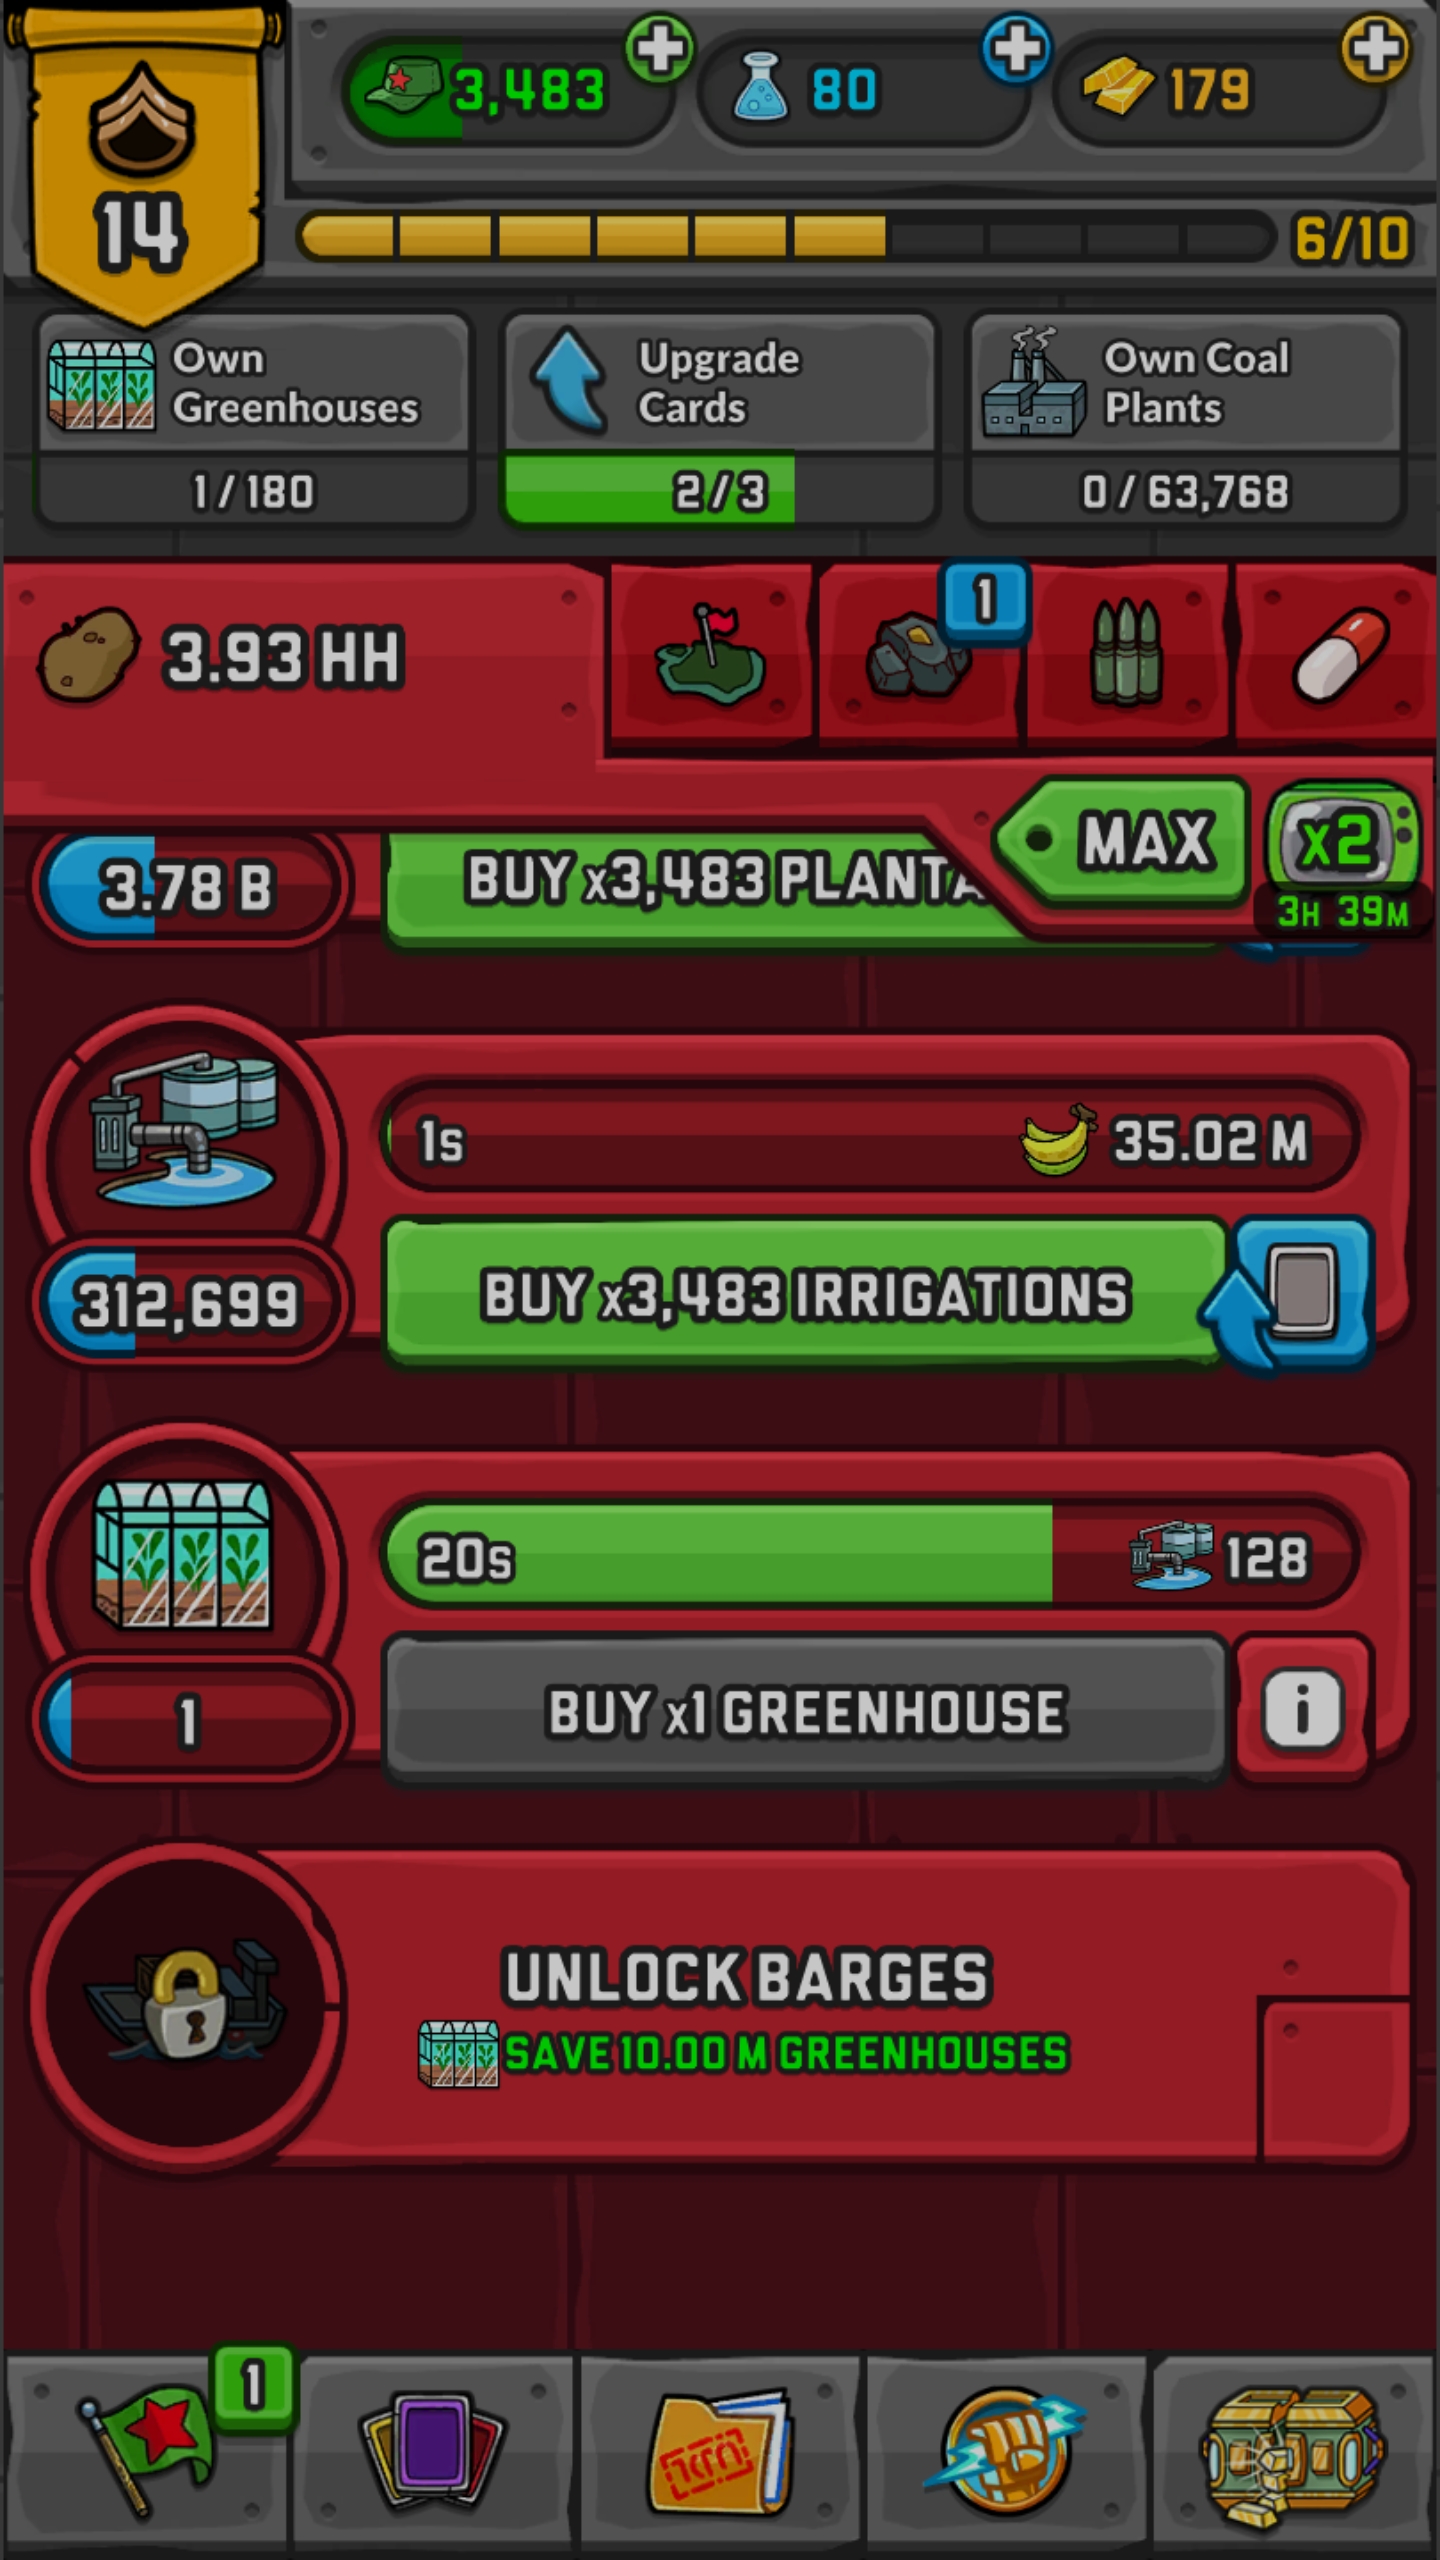 3,483
80
179
14
6/10
Own
Greenhouses
1/180
Upgrade
Cards
2/3
Own Coal
Plants
0/63,768
3.93 HH
1
MAX
x2
3H 39M
3.78 B
BUY x3,483 PLANTA
1s
35.02 M
312,699
BUY x3,483 IRRIGATIONS
20s
128
1
BUY x1 GREENHOUSE
i
UNLOCK BARGES
SAVE 10.00 M GREENHOUSES
1